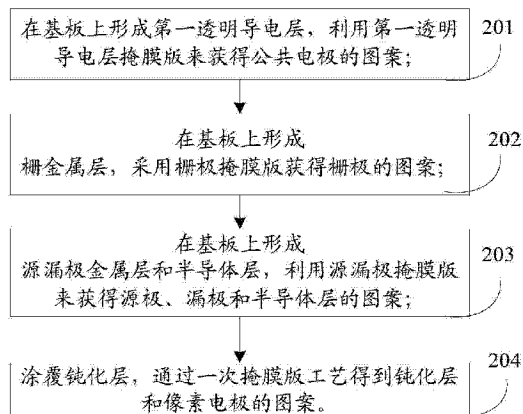 在基板上形成第一透明导电层，利用第一透明
导电层掩膜版来获得公共电极的图案；
201
在基板上形成
栅金属层，采用栅极掩膜版获得栅极的图案；
202
在基板上形成
源漏极金属层和半导体层，利用源漏极掩膜版
来获得源极、漏极和半导体层的图案；
203
涂覆钝化层，通过一次掩膜版工艺得到钝化层
和像素电极的图案。
204